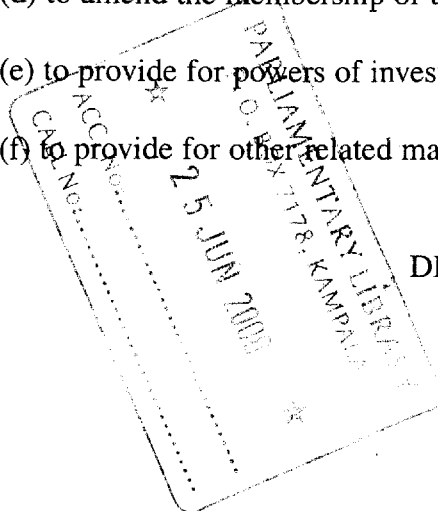 (d) to amend the membership of t
(e) to provide for powers of inves
(f) to provide for other related ma
DI
PARLIAMENTARY LIBRARY
O. BOX 7178, KAMPALA
25 JUN
ACC No:
CALL No: